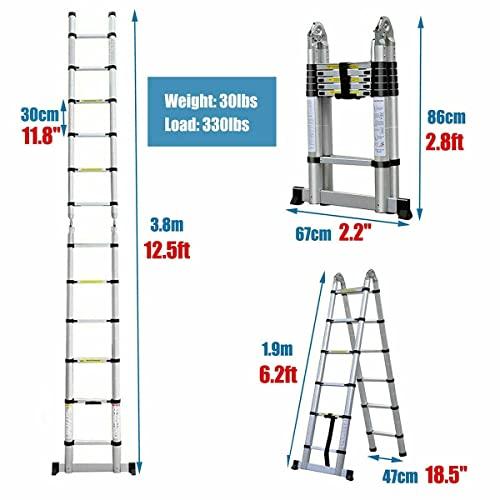 Weight: 30lbs
Load: 330lbs
30cm
11.8"
3.8m
12.5ft
86cm
2.8ft
67cm 2.2"
1.9m
6.2ft
47cm 18.5"